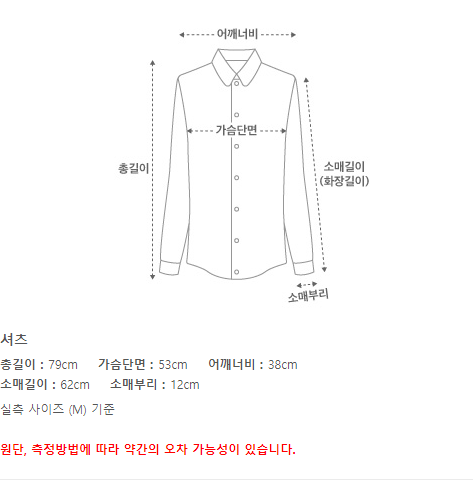 어깨너비
가슴단면
총길이
소매길이
(화장길이)
소매부리
셔츠
총길이 : 79cm 가슴단면 : 53cm 어깨너비 : 38cm
소매길이 : 62cm 소매부리 : 12cm
실측 사이즈 (M) 기준
원단, 측정방법에 따라 약간의 오차 가능성이 있습니다.